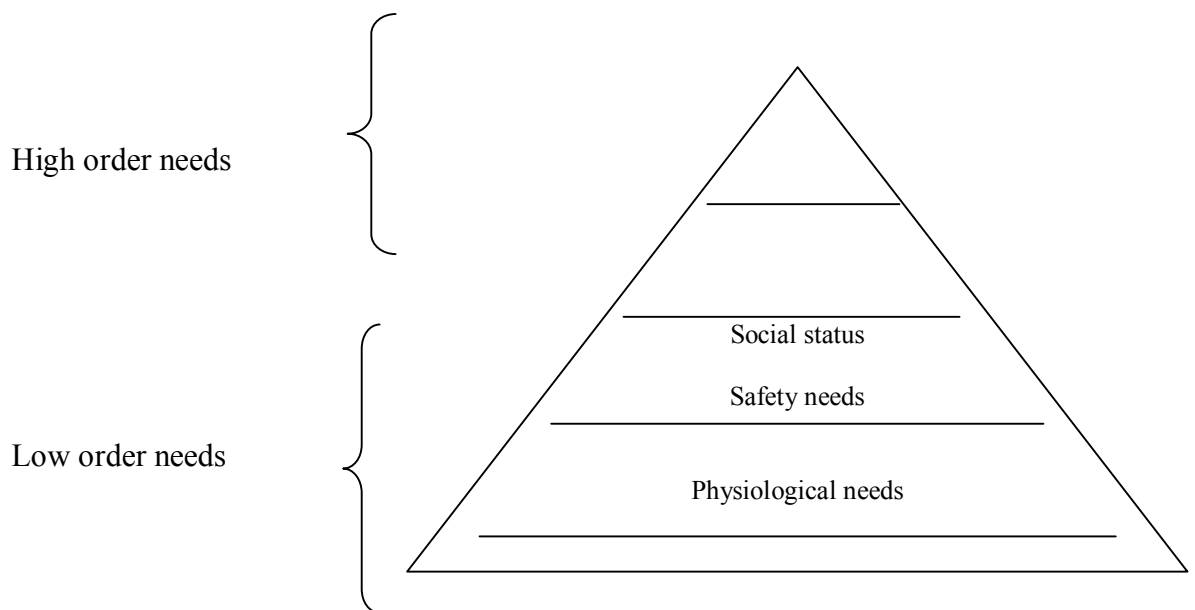 High order needs
Social status
Safety needs
Low order needs
Physiological needs